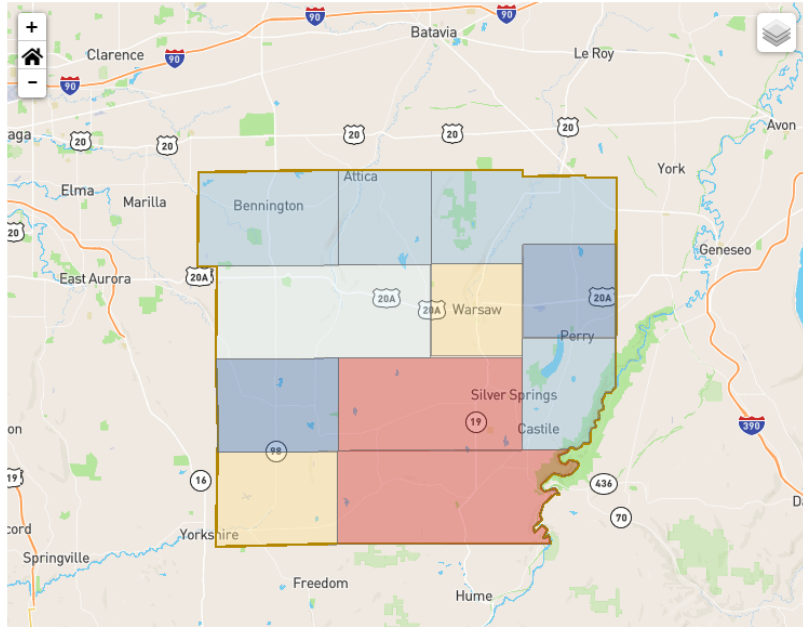 +
90
90
Batavia
Clarence
90
Le Roy
−
90
Avon
20
20
20
aga
20
York
Attica
Elma
Marilla
Bennington
20
Geneseo
East Aurora
20A
20A
20A
20A
Warsaw
Perry
Silver Springs
19
Castile
390
on
98
19
16
436
Da
70
cord
Yorkshire
Springville
Freedom
Hume